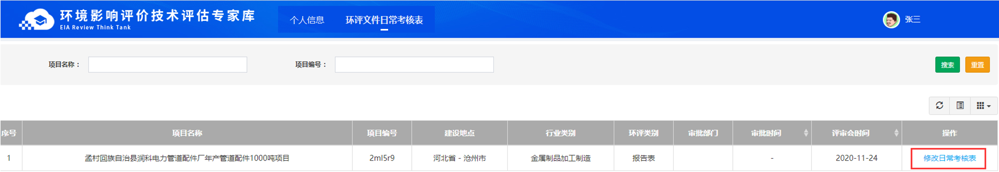 环境影响评价技术评估专家库
EIA Review Think Tank
个人信息 环评文件日常考核表
张三
项目名称： 项目编号： 搜索 重置
序号 项目名称 项目编号 建设地点 行业类别 环评类别 审批部门 审批时间 评审会时间 操作
1 孟村回族自治县润科电力管道配件厂年产管道配件1000吨项目 2ml5r9 河北省 - 沧州市 金属制品加工制造 报告表 - 2020-11-24 修改日常考核表